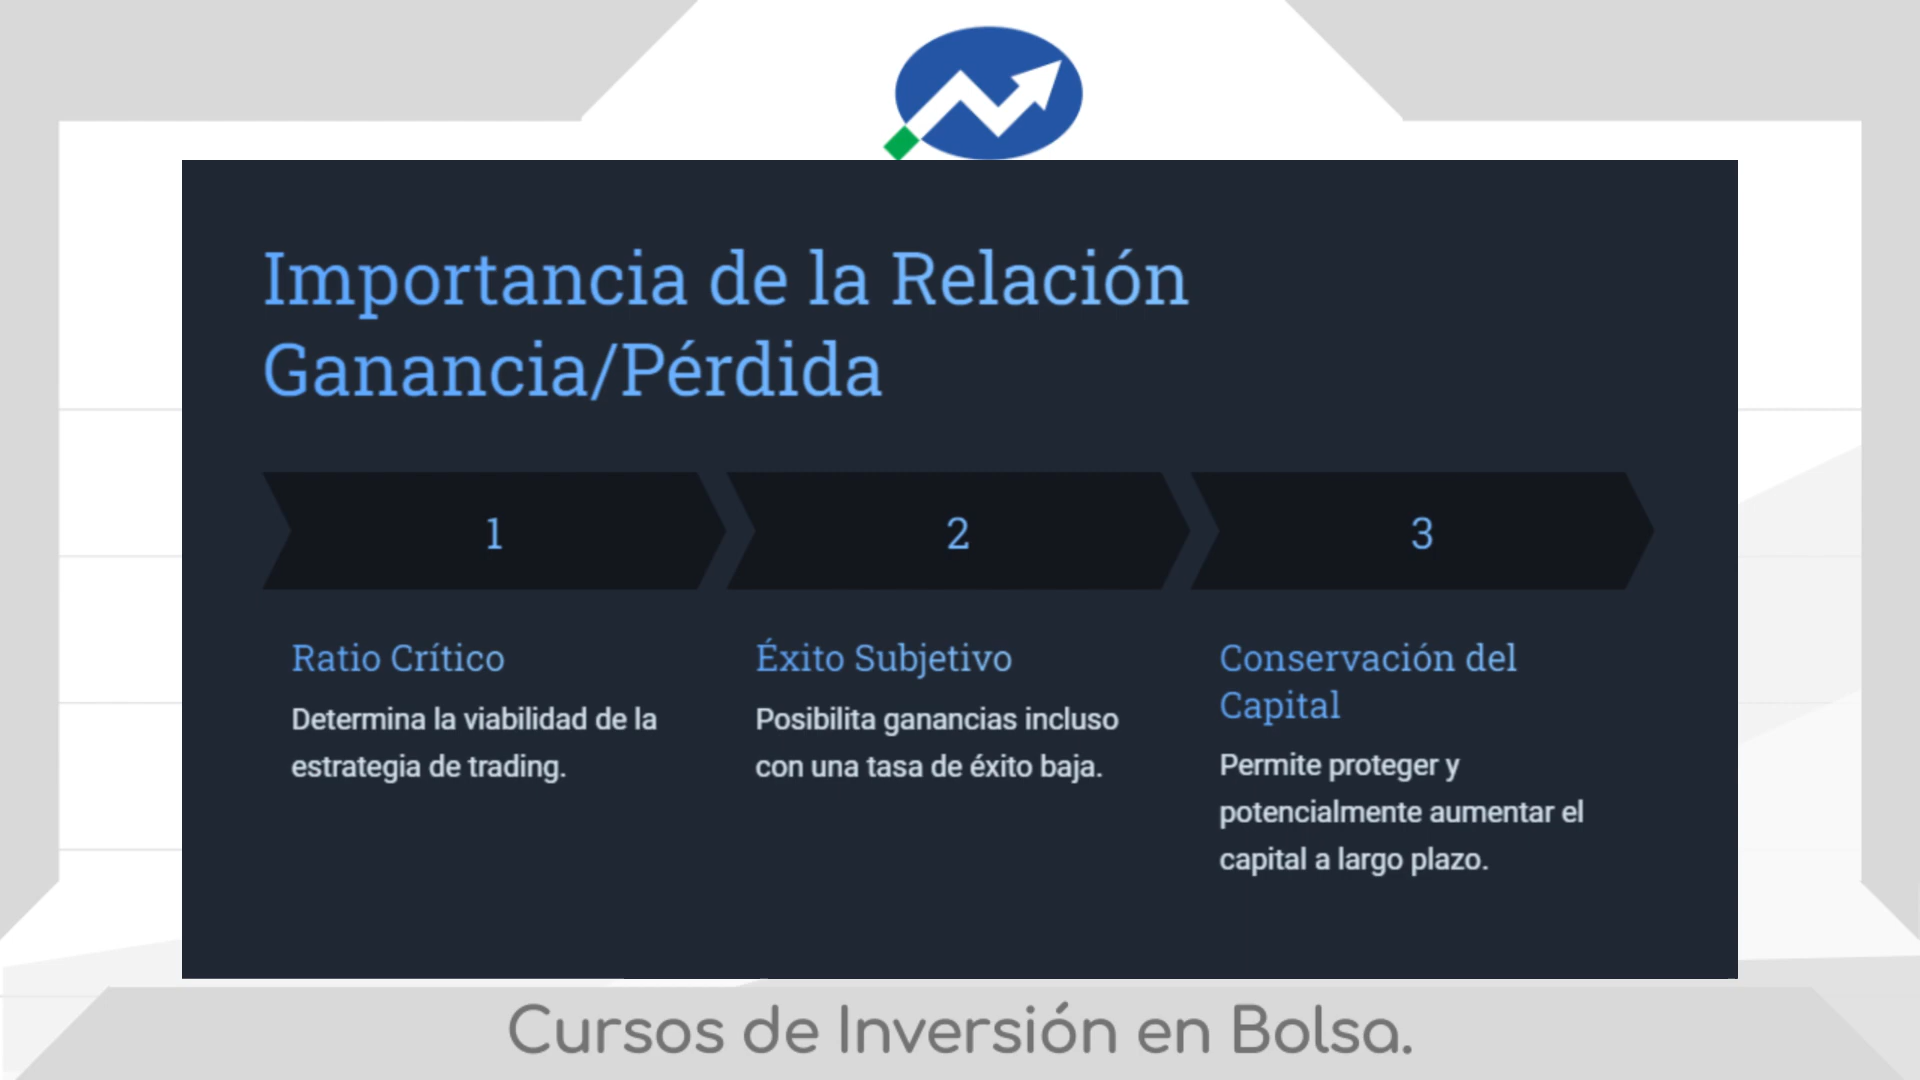 Importancia de la Relación
Ganancia/Pérdida
1
2
3
Ratio Crítico
Determina la viabilidad de la
estrategia de trading.
Éxito Subjetivo
Posibilita ganancias incluso
con una tasa de éxito baja.
Conservación del
Capital
Permite proteger y
potencialmente aumentar el
capital a largo plazo.
Cursos de Inversión en Bolsa.